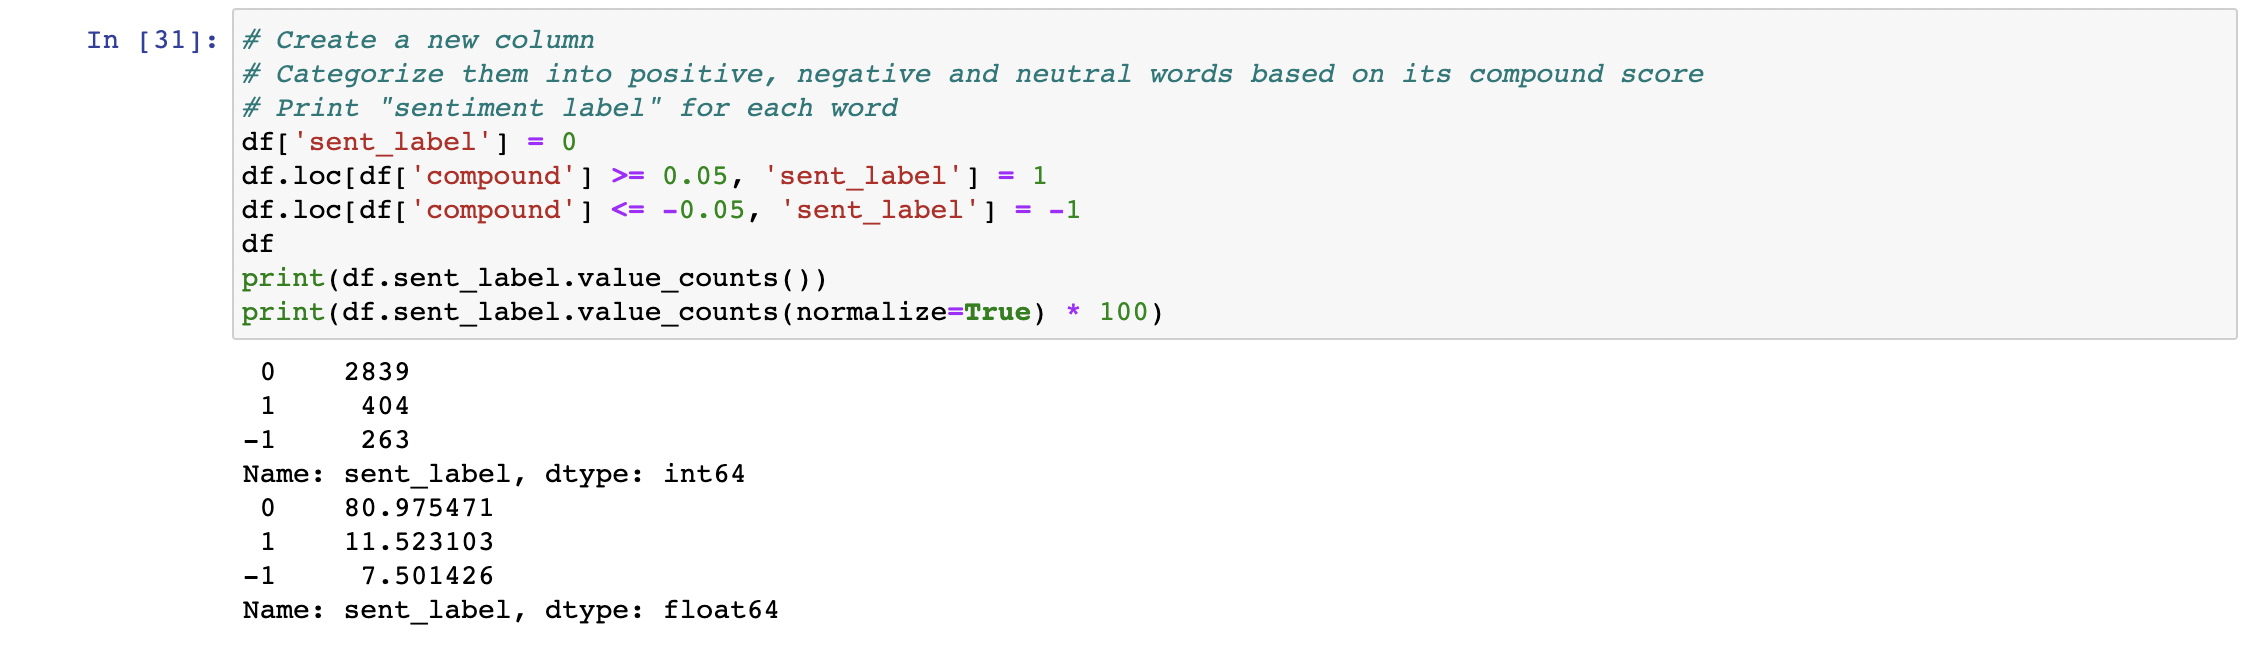 In [31]: # Create a new column
# Categorize them into positive, negative and neutral words based on its compound score
# Print "sentiment label" for each word
df['sent_label'] = 0
df.loc[df['compound'] >= 0.05, 'sent_label'] = 1
df.loc[df['compound'] <= -0.05, 'sent_label'] = -1
df
print(df.sent_label.value_counts())
print(df.sent_label.value_counts(normalize=True) * 100)
 0    2839
 1     404
-1     263
Name: sent_label, dtype: int64
 0    80.975471
 1    11.523103
-1     7.501426
Name: sent_label, dtype: float64